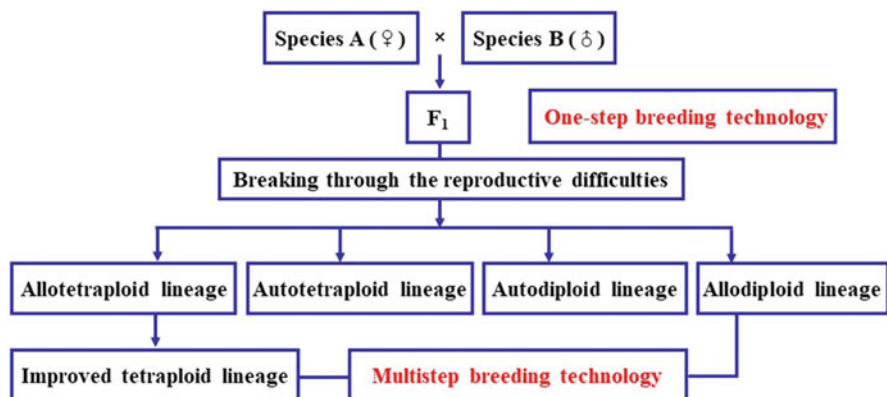 Species A (♀) × Species B (♂)
F₁
One-step breeding technology
Breaking through the reproductive difficulties
Allotetraploid lineage
Autotetraploid lineage
Autodiploid lineage
Allodiploid lineage
Improved tetraploid lineage
Multistep breeding technology